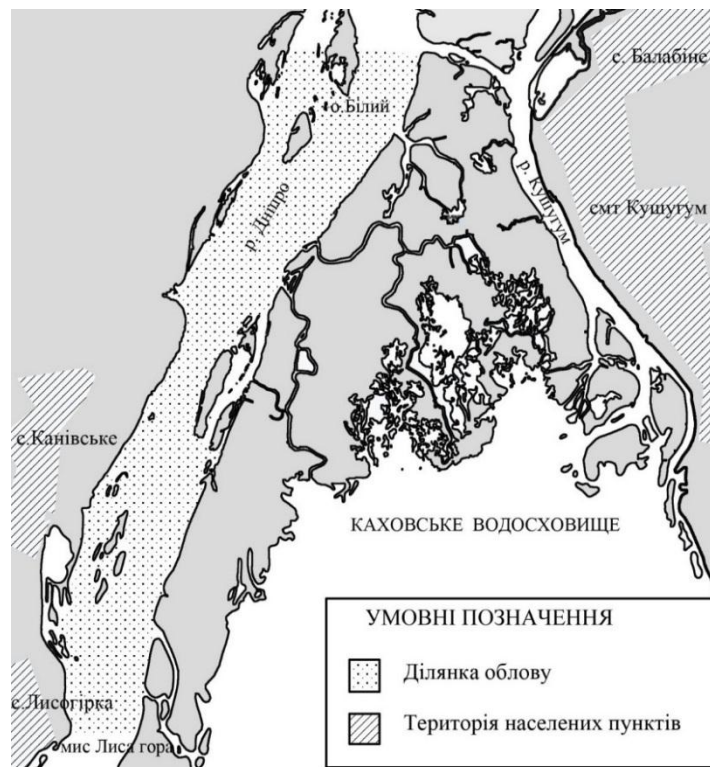 с. Балабіне
о.Білий
р. Дніпро
р. Кушугум
смт Кушугум
с.Канівське
КАХОВСЬКЕ ВОДОСХОВИЩЕ
УМОВНІ ПОЗНАЧЕННЯ
Ділянка облову
с.Лисогірка
Територія населених пунктів
мис Лиса гора